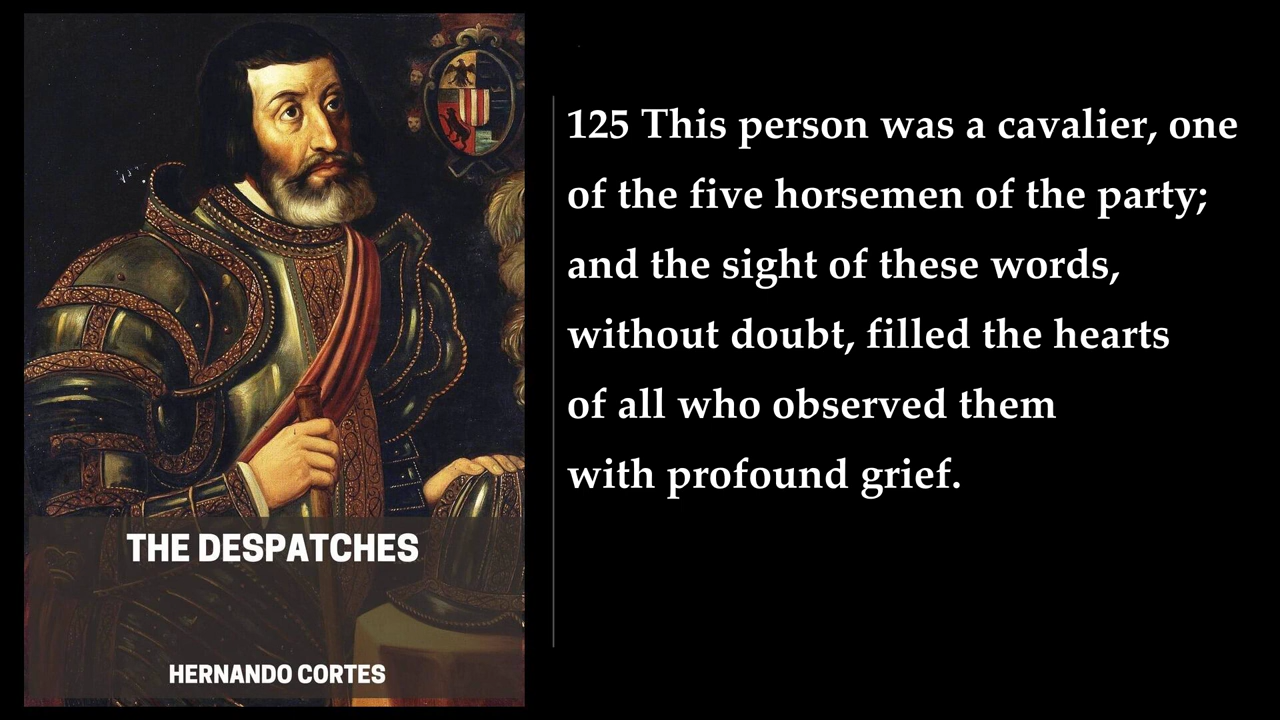 THE DESPATCHES
HERNANDO CORTES
125 This person was a cavalier, one
of the five horsemen of the party;
and the sight of these words,
without doubt, filled the hearts
of all who observed them
with profound grief.